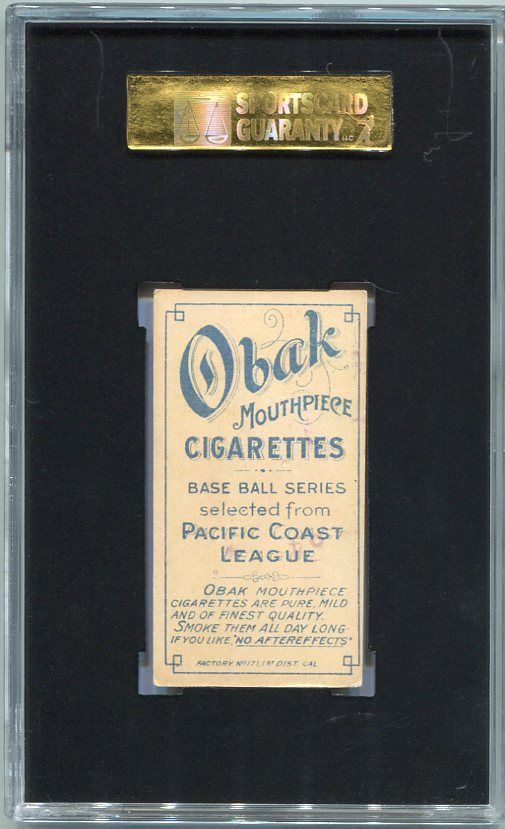 SPORTSCARD
GUARANTY LLC
Obak
MOUTHPIECE
CIGARETTES
BASE BALL SERIES
selected from
PACIFIC COAST
LEAGUE
OBAK MOUTHPIECE
CIGARETTES ARE PURE, MILD
AND OF FINEST QUALITY.
SMOKE THEM ALL DAY LONG
IF YOU LIKE, 'NO AFTEREFFECTS'
FACTORY No 171, 1ST DIST. CAL